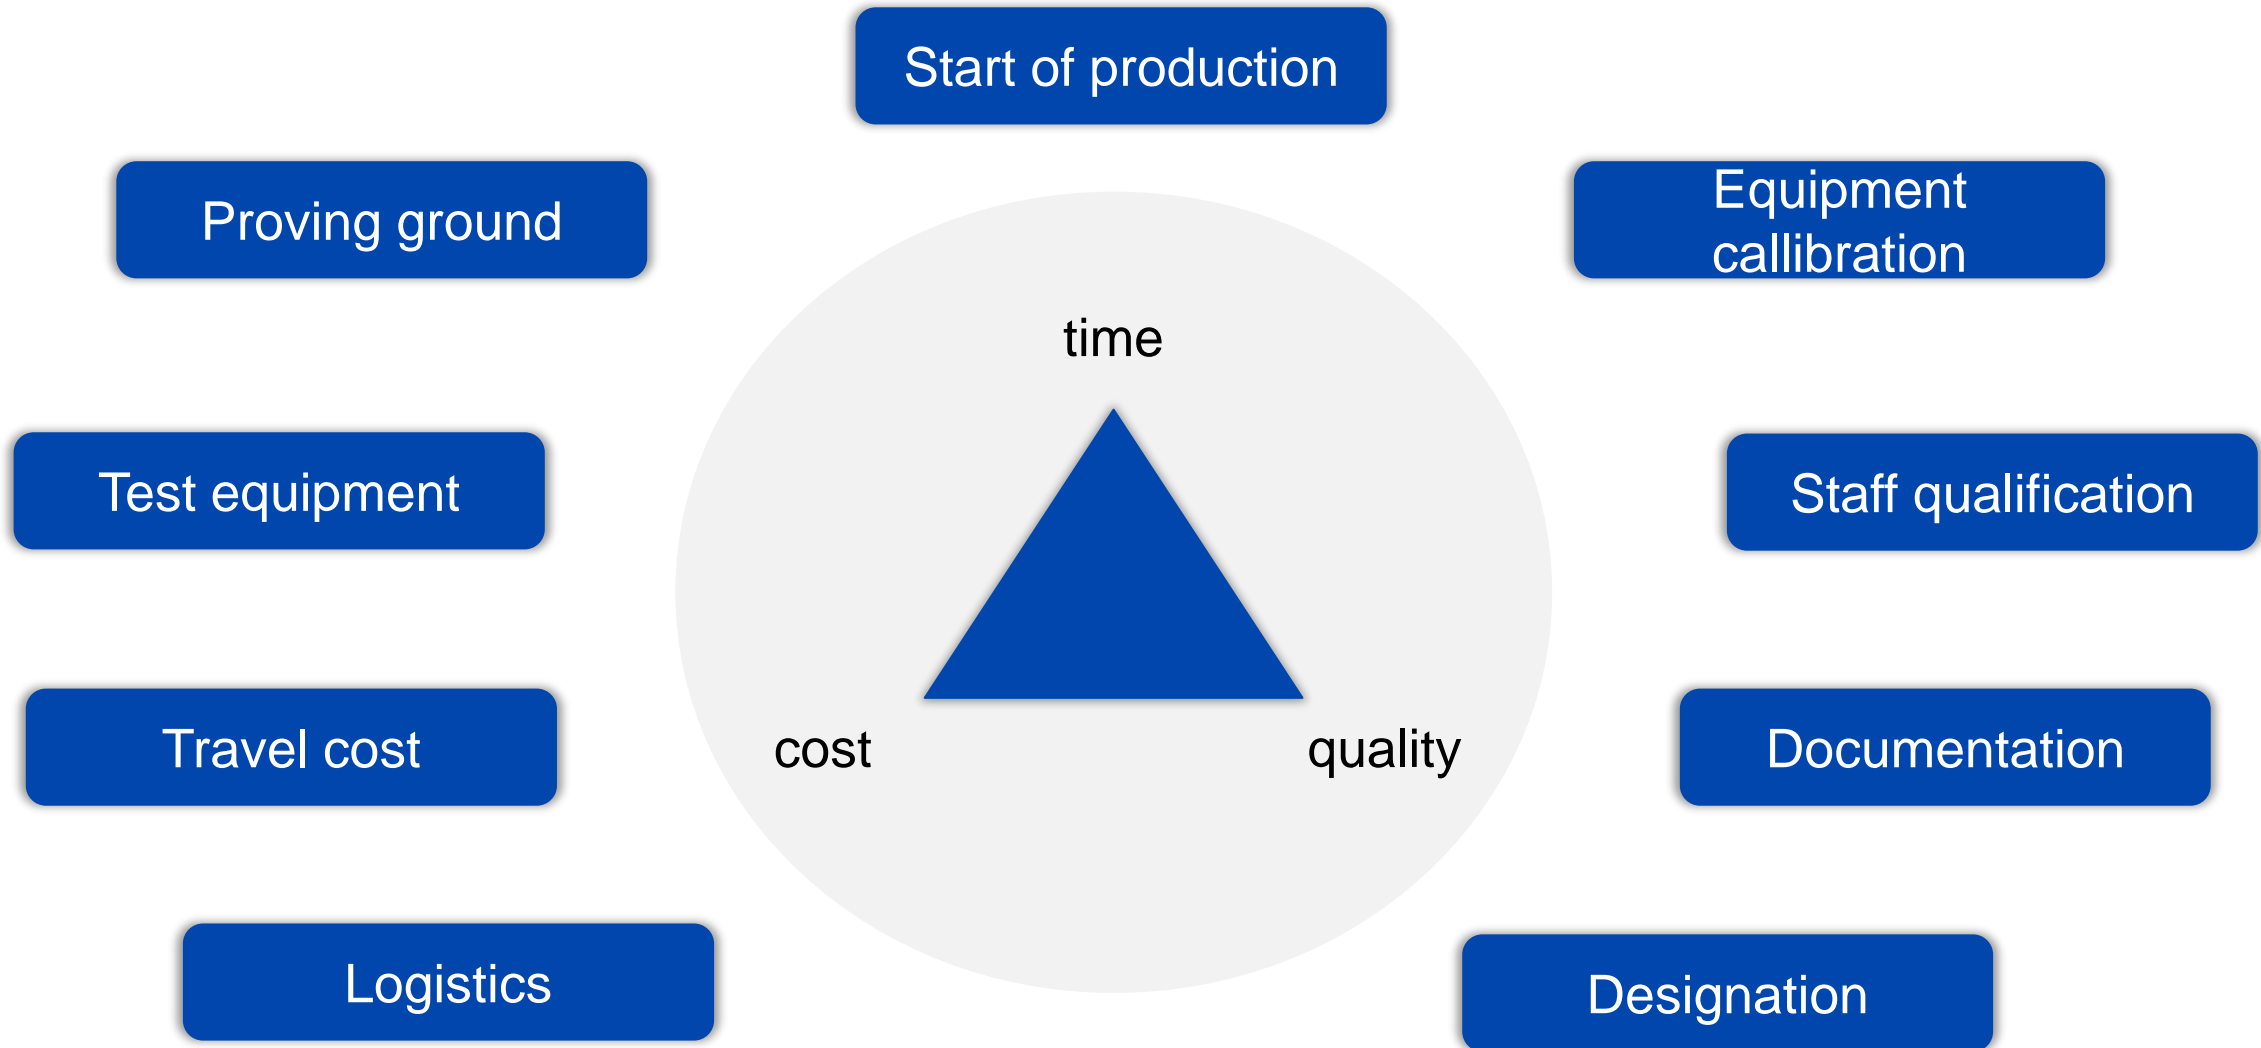 Start of production
Proving ground
Equipment
callibration
time
Test equipment
Staff qualification
Travel cost
cost
quality
Documentation
Logistics
Designation